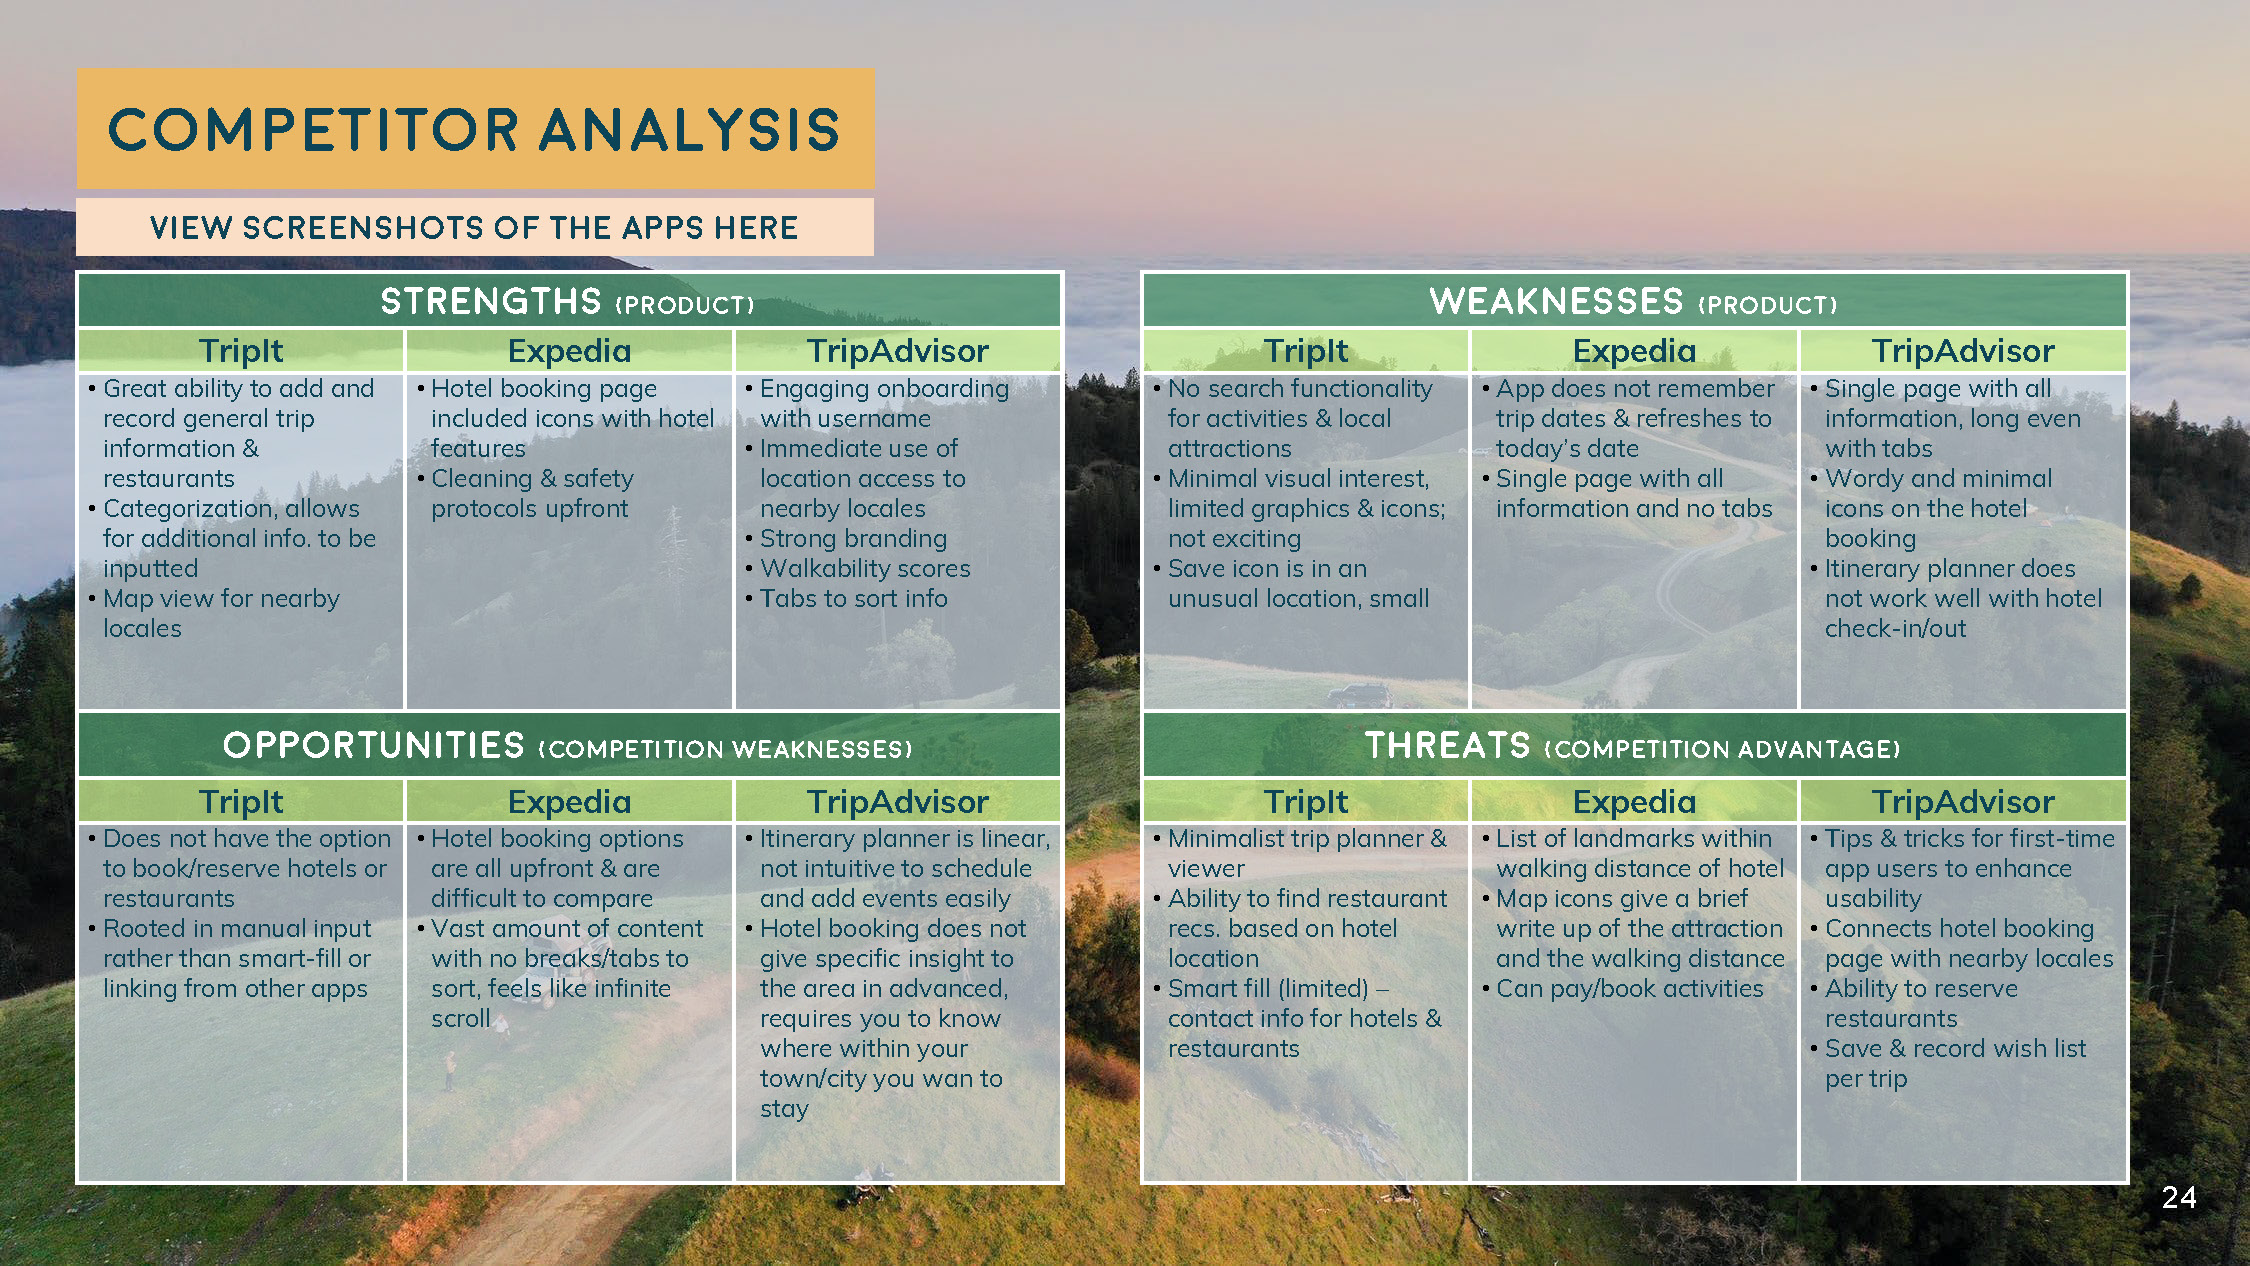 COMPETITOR ANALYSIS
VIEW SCREENSHOTS OF THE APPS HERE
STRENGTHS (PRODUCT)
TripIt
Expedia
TripAdvisor
• Great ability to add and
record general trip
information &
restaurants
• Categorization, allows
for additional info. to be
inputted
• Map view for nearby
locales
• Hotel booking page
included icons with hotel
features
• Cleaning & safety
protocols upfront
• Engaging onboarding
with username
• Immediate use of
location access to
nearby locales
• Strong branding
• Walkability scores
• Tabs to sort info
WEAKNESSES (PRODUCT)
TripIt
Expedia
TripAdvisor
• No search functionality
for activities & local
attractions
• Minimal visual interest,
limited graphics & icons;
not exciting
• Save icon is in an
unusual location, small
• App does not remember
trip dates & refreshes to
today's date
• Single page with all
information and no tabs
• Single page with all
information, long even
with tabs
• Wordy and minimal
icons on the hotel
booking
• Itinerary planner does
not work well with hotel
check-in/out
OPPORTUNITIES (COMPETITION WEAKNESSES)
TripIt
Expedia
TripAdvisor
• Does not have the option
to book/reserve hotels or
restaurants
• Rooted in manual input
rather than smart-fill or
linking from other apps
• Hotel booking options
are all upfront & are
difficult to compare
• Vast amount of content
with no breaks/tabs to
sort, feels like infinite
scroll
• Itinerary planner is linear,
not intuitive to schedule
and add events easily
• Hotel booking does not
give specific insight to
the area in advanced,
requires you to know
where within your
town/city you wan to
stay
THREATS (COMPETITION ADVANTAGE)
TripIt
Expedia
TripAdvisor
• Minimalist trip planner &
viewer
• Ability to find restaurant
recs. based on hotel
location
• Smart fill (limited) –
contact info for hotels &
restaurants
• List of landmarks within
walking distance of hotel
• Map icons give a brief
write up of the attraction
and the walking distance
• Can pay/book activities
• Tips & tricks for first-time
app users to enhance
usability
• Connects hotel booking
page with nearby locales
• Ability to reserve
restaurants
• Save & record wish list
per trip
24